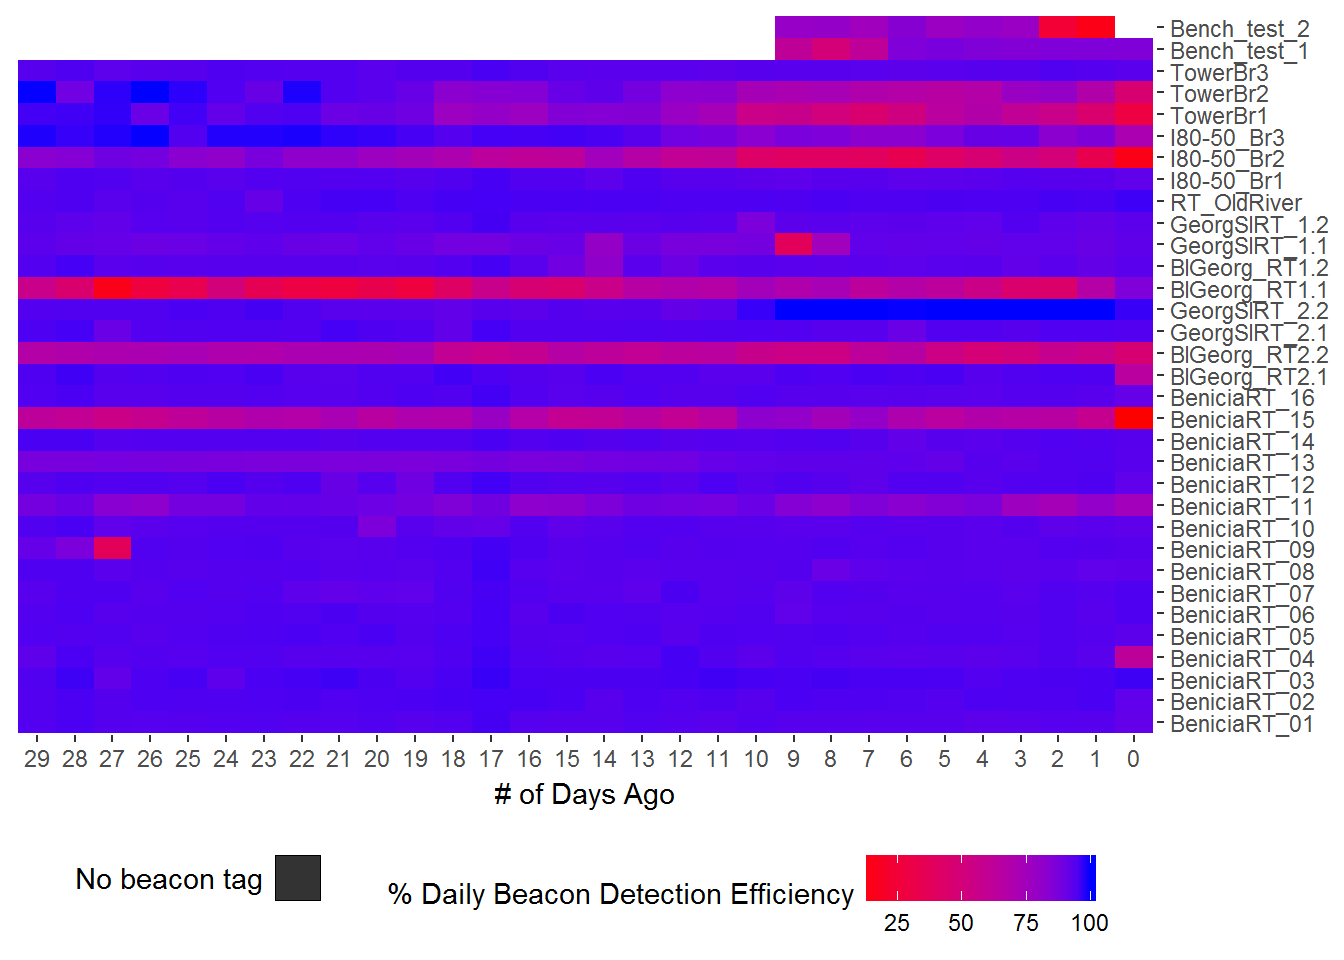 Bench_test_2
Bench_test_1
TowerBr3
TowerBr2
TowerBr1
I80-50_Br3
I80-50_Br2
I80-50_Br1
RT_OldRiver
GeorgSlRT_1.2
GeorgSlRT_1.1
BlGeorg_RT1.2
BlGeorg_RT1.1
GeorgSlRT_2.2
GeorgSlRT_2.1
BlGeorg_RT2.2
BlGeorg_RT2.1
BeniciaRT_16
BeniciaRT_15
BeniciaRT_14
BeniciaRT_13
BeniciaRT_12
BeniciaRT_11
BeniciaRT_10
BeniciaRT_09
BeniciaRT_08
BeniciaRT_07
BeniciaRT_06
BeniciaRT_05
BeniciaRT_04
BeniciaRT_03
BeniciaRT_02
BeniciaRT_01
29 28 27 26 25 24 23 22 21 20 19 18 17 16 15 14 13 12 11 10 9 8 7 6 5 4 3 2 1 0
# of Days Ago
No beacon tag
% Daily Beacon Detection Efficiency
25 50 75 100